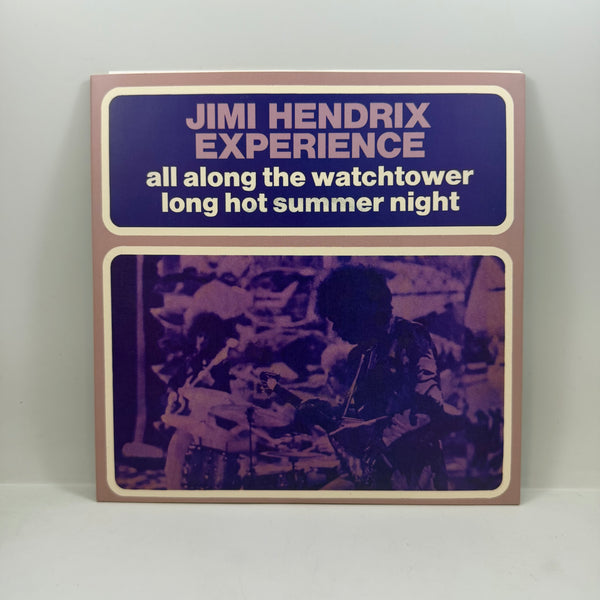 JIMI HENDRIX
EXPERIENCE
all along the watchtower
long hot summer night